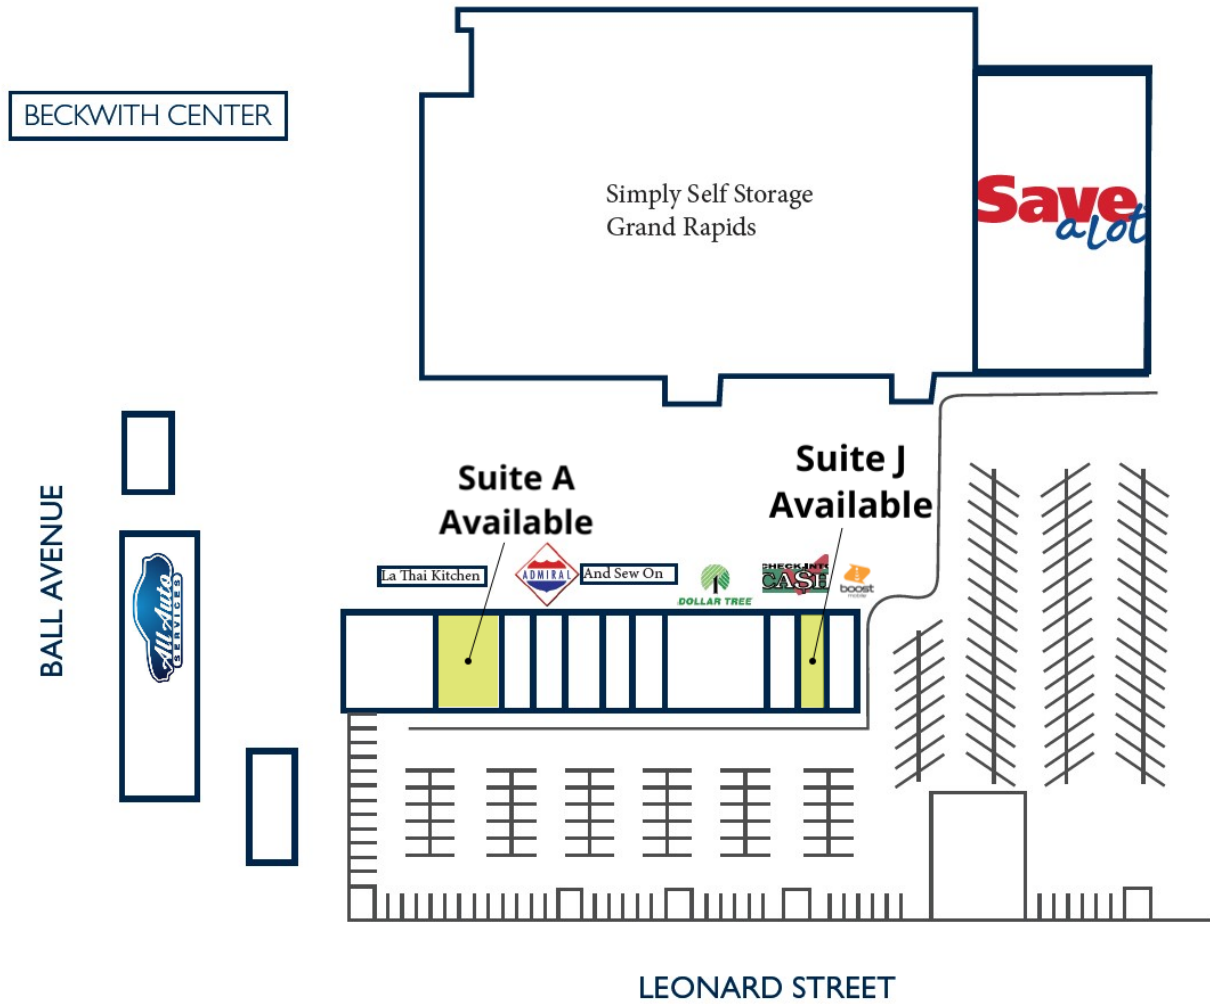 BECKWITH CENTER
Simply Self Storage
Grand Rapids
Save
a lot
Suite A
Available
Suite J
Available
BALL AVENUE
All Auto
SERVICES
La Thai Kitchen
ADMIRAL
And Sew On
DOLLAR TREE
CHECK INTO
CASH
boost
mobile
LEONARD STREET